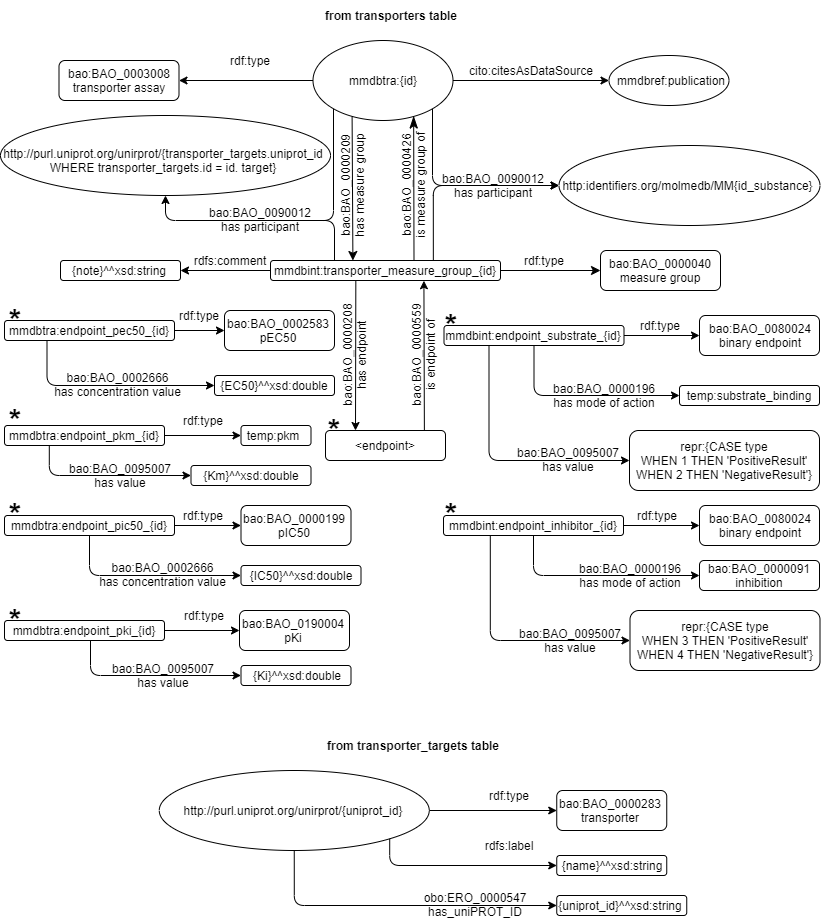 from transporters table
rdf:type
bao:BAO_0003008
transporter assay
mmdbtra:{id}
cito:citesAsDataSource
mmdbref:publication
http://purl.uniprot.org/unirprot/{transporter_targets.uniprot_id
WHERE transporter_targets.id = id. target}
bao:BAO_0000209
has measure group
bao:BAO_0000426
is measure group of
bao:BAO_0090012
has participant
http:identifiers.org/molmedb/MM{id_substance}
bao:BAO_0090012
has participant
{note}^^xsd:string
rdfs:comment
mmdbint:transporter_measure_group_{id}
rdf:type
bao:BAO_0000040
measure group
*
mmdbtra:endpoint_pec50_{id}
rdf:type
bao:BAO_0002583
pEC50
bao:BAO_0002666
has concentration value
{EC50}^^xsd:double
bao:BAO_0000208
has endpoint
bao:BAO_0000559
is endpoint of
*
<endpoint>
*
mmdbint:endpoint_substrate_{id}
rdf:type
bao:BAO_0080024
binary endpoint
bao:BAO_0000196
has mode of action
temp:substrate_binding
bao:BAO_0095007
has value
repr:{CASE type
WHEN 1 THEN 'PositiveResult'
WHEN 2 THEN 'NegativeResult'}
*
mmdbtra:endpoint_pkm_{id}
rdf:type
temp:pkm
bao:BAO_0095007
has value
{Km}^^xsd:double
*
mmdbtra:endpoint_pic50_{id}
rdf:type
bao:BAO_0000199
pIC50
bao:BAO_0002666
has concentration value
{IC50}^^xsd:double
*
mmdbint:endpoint_inhibitor_{id}
rdf:type
bao:BAO_0080024
binary endpoint
bao:BAO_0000196
has mode of action
bao:BAO_0000091
inhibition
bao:BAO_0095007
has value
repr:{CASE type
WHEN 3 THEN 'PositiveResult'
WHEN 4 THEN 'NegativeResult'}
*
mmdbtra:endpoint_pki_{id}
rdf:type
bao:BAO_0190004
pKi
bao:BAO_0095007
has value
{Ki}^^xsd:double
from transporter_targets table
http://purl.uniprot.org/unirprot/{uniprot_id}
rdf:type
bao:BAO_0000283
transporter
rdfs:label
{name}^^xsd:string
obo:ERO_0000547
has_uniPROT_ID
{uniprot_id}^^xsd:string